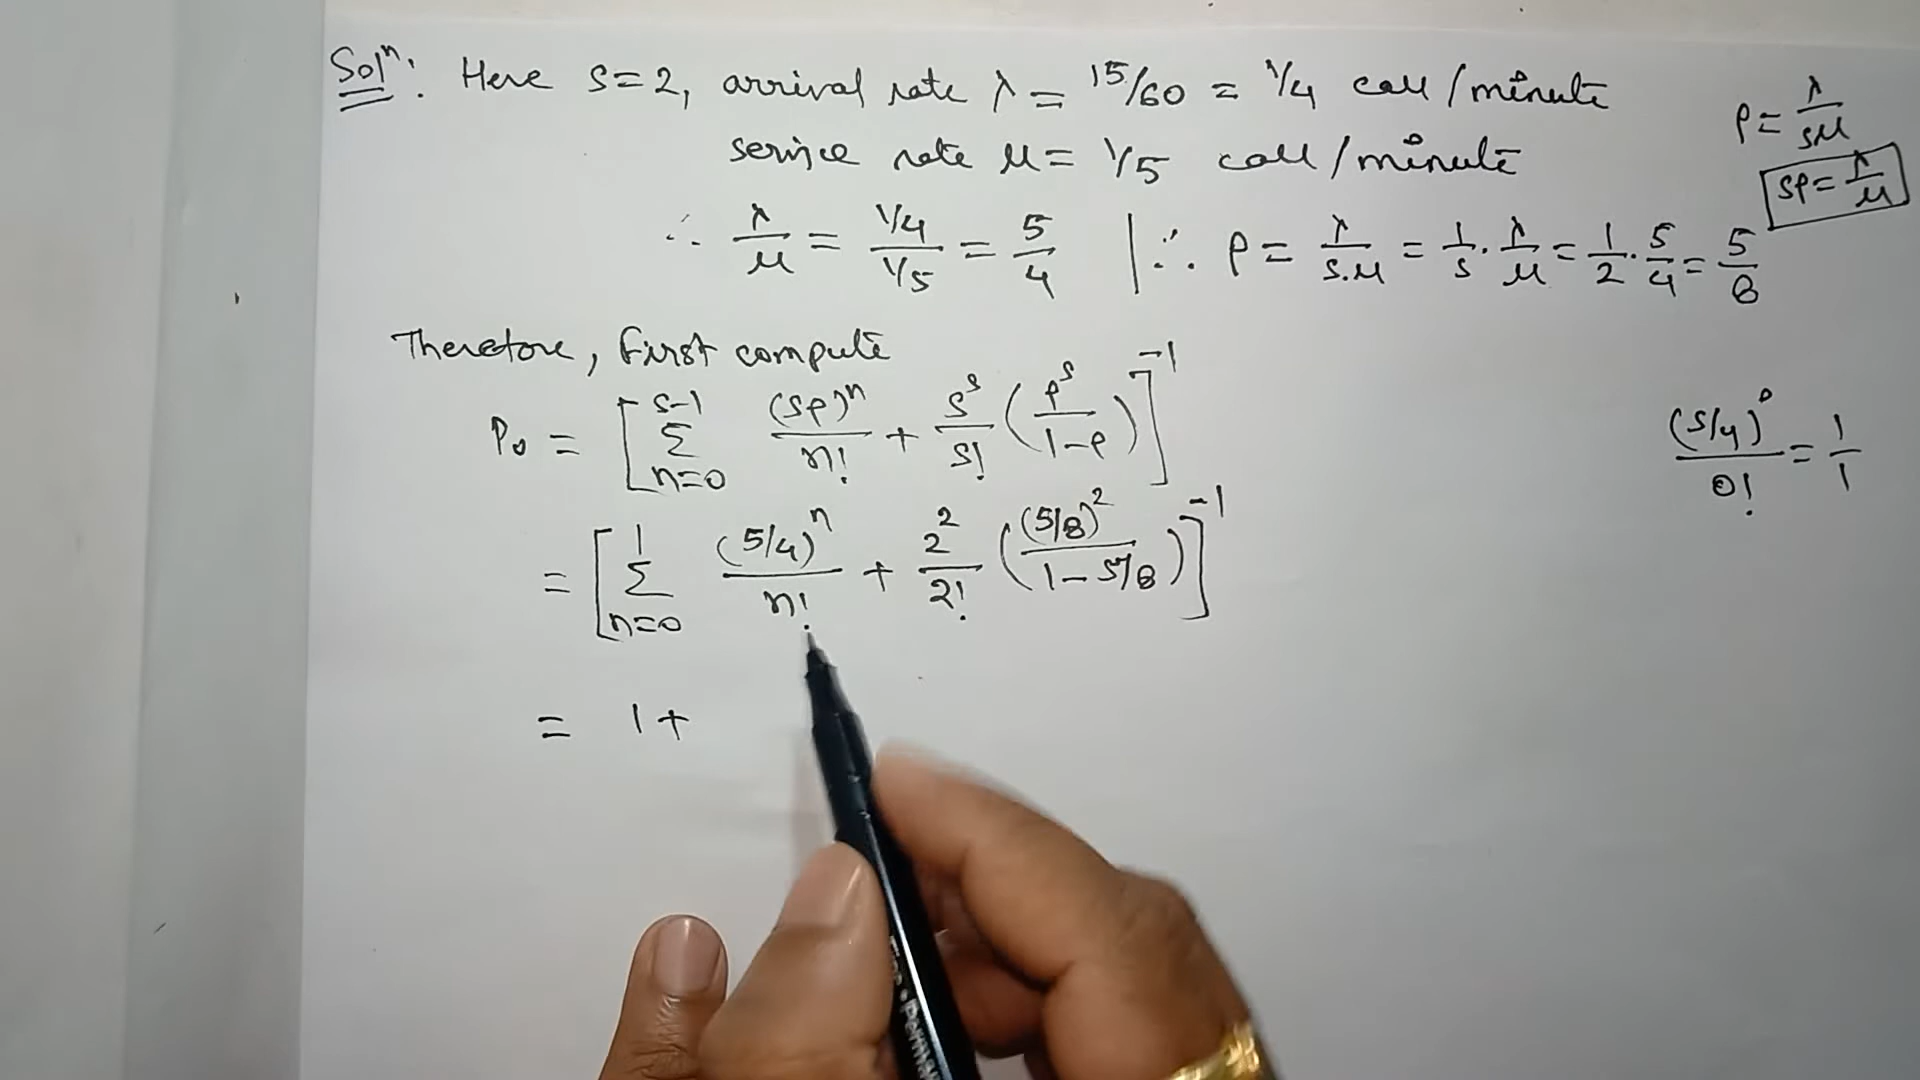 Solⁿ: Here s=2, arrival rate λ = 15/60 = 1/4 call/minute
service rate μ = 1/5 call/minute
ρ = λ/sμ
sρ = λ/μ
∴ λ/μ = (1/4)/(1/5) = 5/4 | ∴ ρ = λ/s.μ = 1/s · λ/μ = 1/2 · 5/4 = 5/8
Therefore, first compute
P₀ = [ Σ_{n=0}^{s-1} (sρ)ⁿ/n! + s^s/s! (ρ^s/1-ρ) ]⁻¹
(5/4)⁰/0! = 1/1
= [ Σ_{n=0}^{1} (5/4)ⁿ/n! + 2²/2! ((5/8)²/1-5/8) ]⁻¹
= 1+